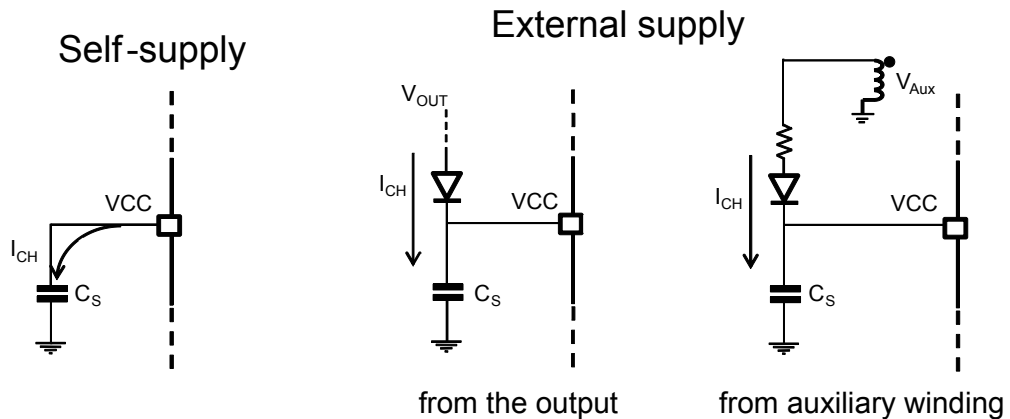 Self-supply
External supply
VCC
I_CH
C_S
V_OUT
I_CH
VCC
C_S
from the output
V_Aux
I_CH
VCC
C_S
from auxiliary winding